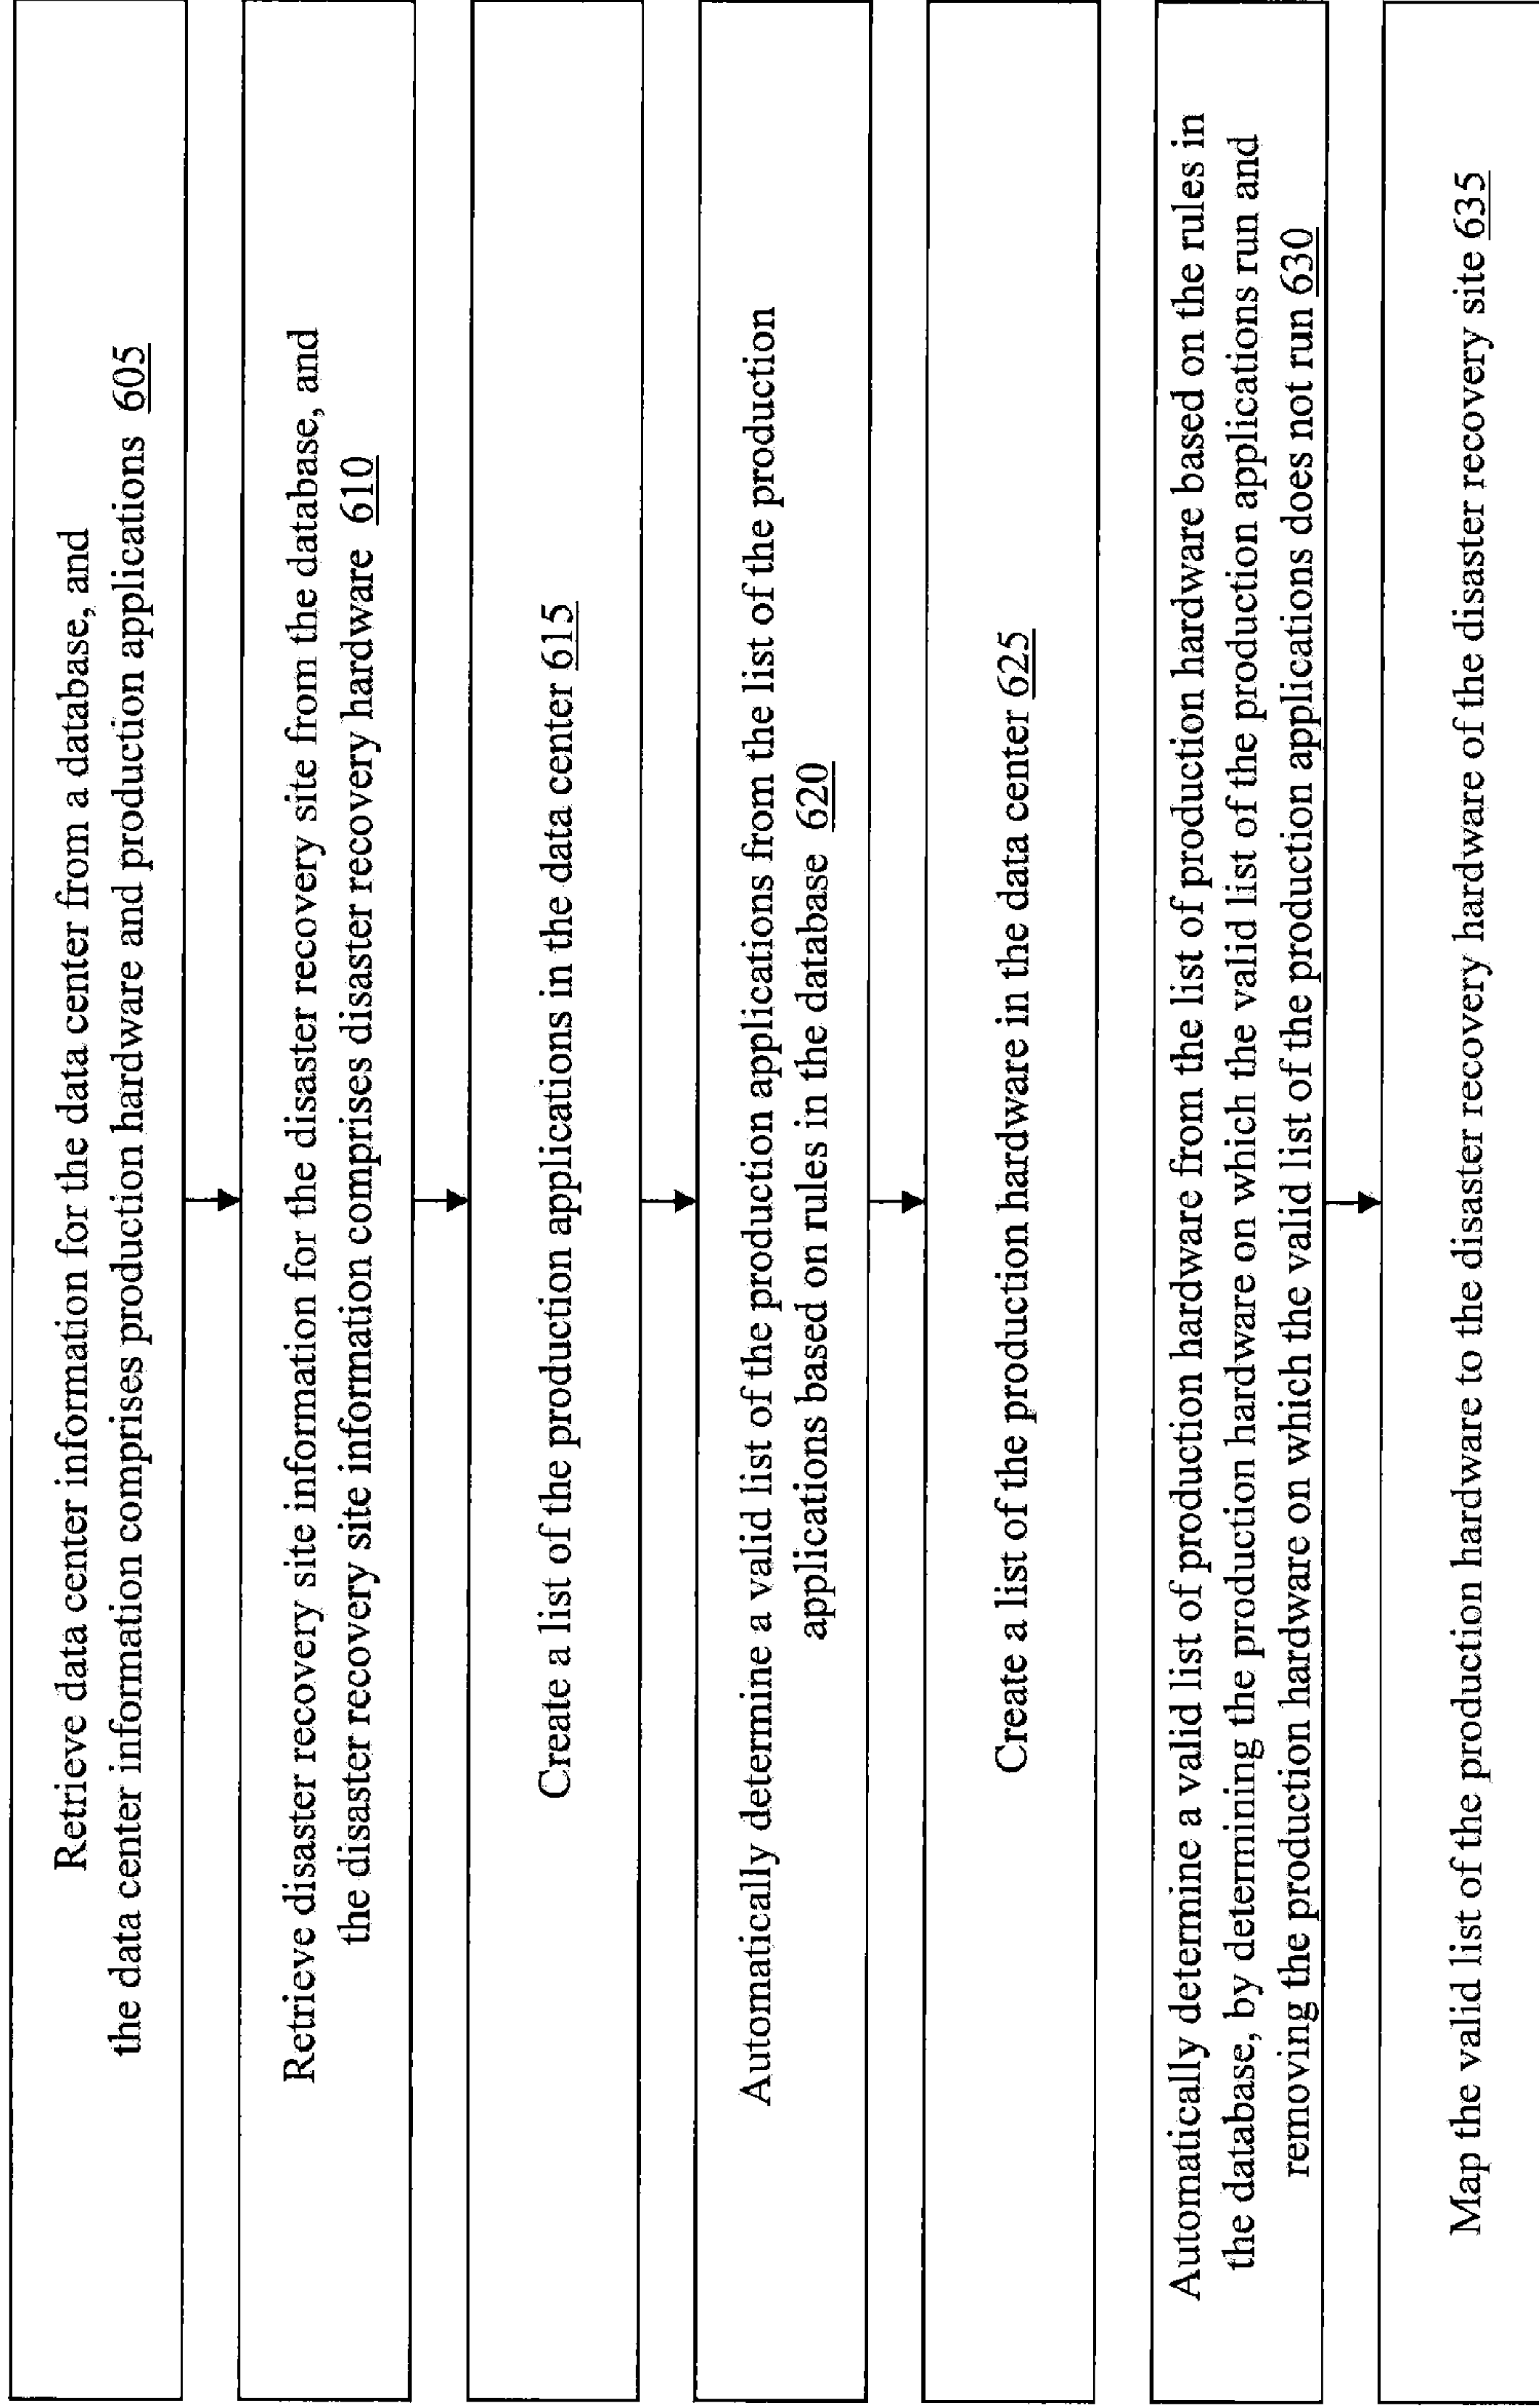 Retrieve data center information for the data center from a database, and
the data center information comprises production hardware and production applications 605
Retrieve disaster recovery site information for the disaster recovery site from the database, and
the disaster recovery site information comprises disaster recovery hardware 610
Create a list of the production applications in the data center 615
Automatically determine a valid list of the production applications from the list of the production
applications based on rules in the database 620
Create a list of the production hardware in the data center 625
Automatically determine a valid list of production hardware from the list of production hardware based on the rules in
the database, by determining the production hardware on which the valid list of the production applications run and
removing the production hardware on which the valid list of the production applications does not run 630
Map the valid list of the production hardware to the disaster recovery hardware of the disaster recovery site 635